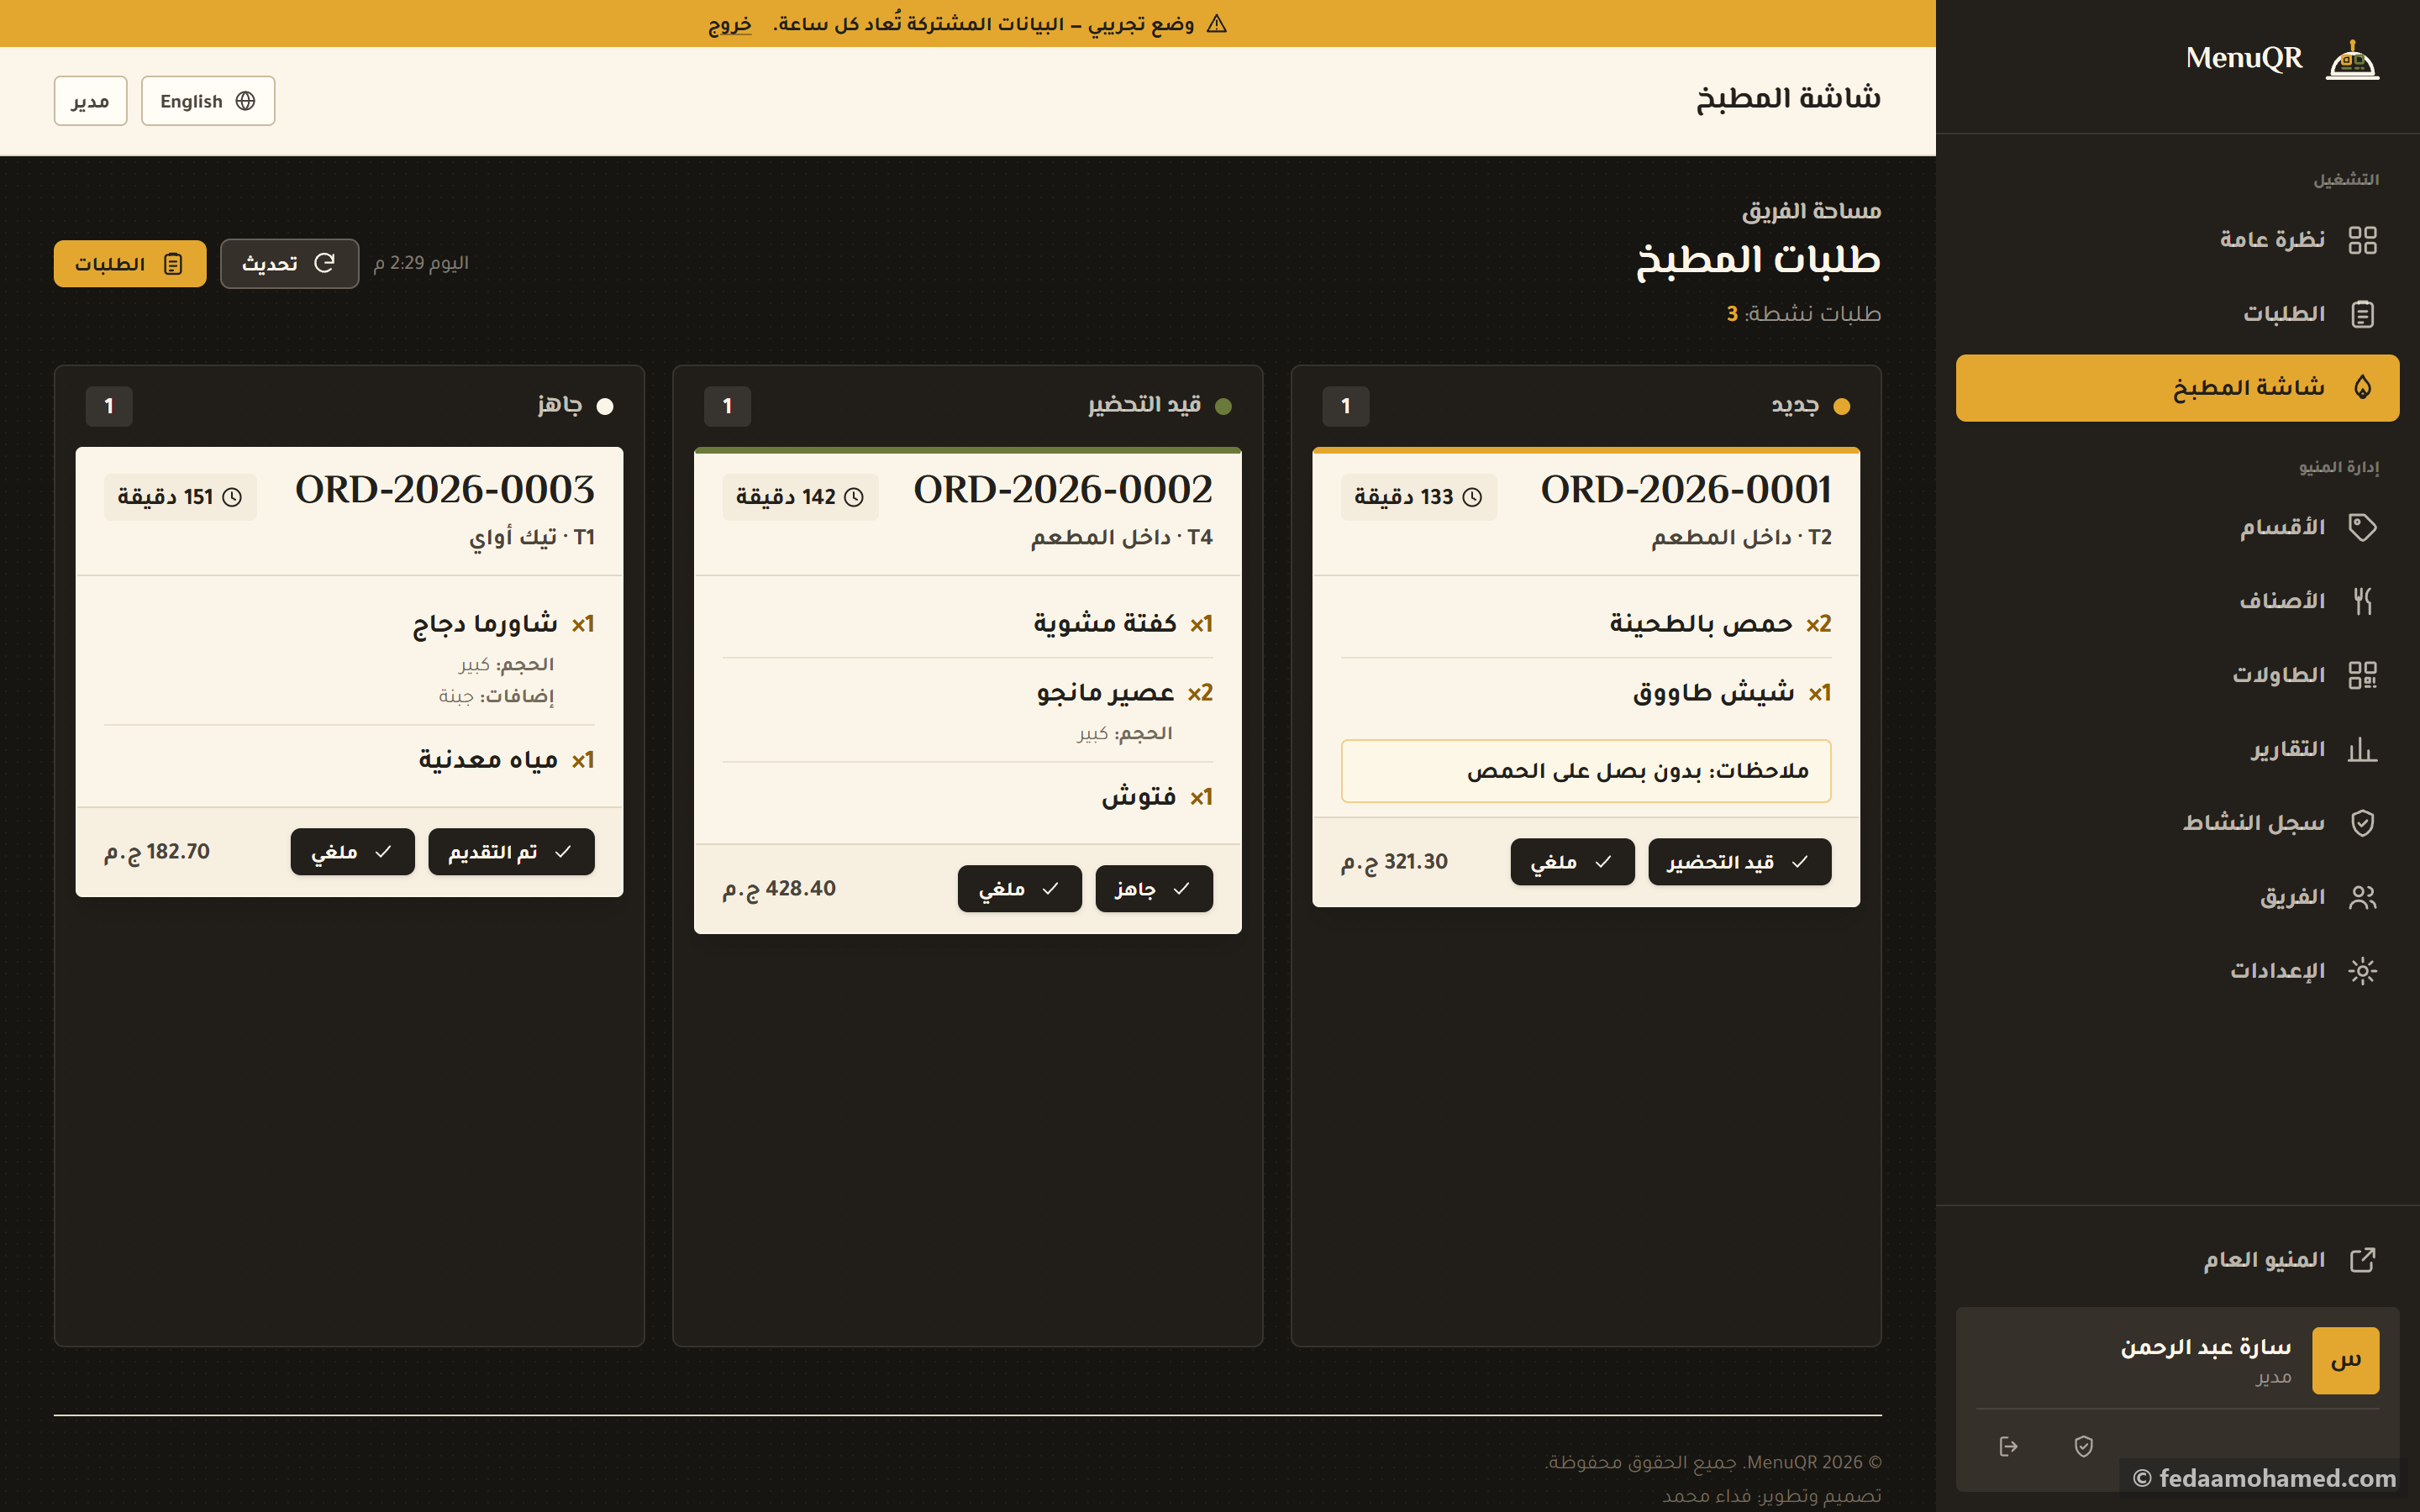 وضع تجريبي – البيانات المشتركة تُعاد كل ساعة. خروج
MenuQR
التشغيل
نظرة عامة
الطلبات
شاشة المطبخ
إدارة المنيو
الأقسام
الأصناف
الطاولات
التقارير
سجل النشاط
الفريق
الإعدادات
المنيو العام
س
سارة عبد الرحمن
مدير
شاشة المطبخ
English
مدير
مساحة الفريق
طلبات المطبخ
طلبات نشطة: 3
اليوم 2:29 م
تحديث
الطلبات
جديد 1
ORD-2026-0001
133 دقيقة
T2 · داخل المطعم
2× حمص بالطحينة
1× شيش طاووق
ملاحظات: بدون بصل على الحمص
قيد التحضير
ملغي
321.30 ج.م
قيد التحضير 1
ORD-2026-0002
142 دقيقة
T4 · داخل المطعم
1× كفتة مشوية
2× عصير مانجو
الحجم: كبير
1× فتوش
جاهز
ملغي
428.40 ج.م
جاهز 1
ORD-2026-0003
151 دقيقة
T1 · تيك أواي
1× شاورما دجاج
الحجم: كبير
إضافات: جبنة
1× مياه معدنية
تم التقديم
ملغي
182.70 ج.م
© 2026 MenuQR. جميع الحقوق محفوظة.
تصميم وتطوير: فداء محمد
© fedaamohamed.com